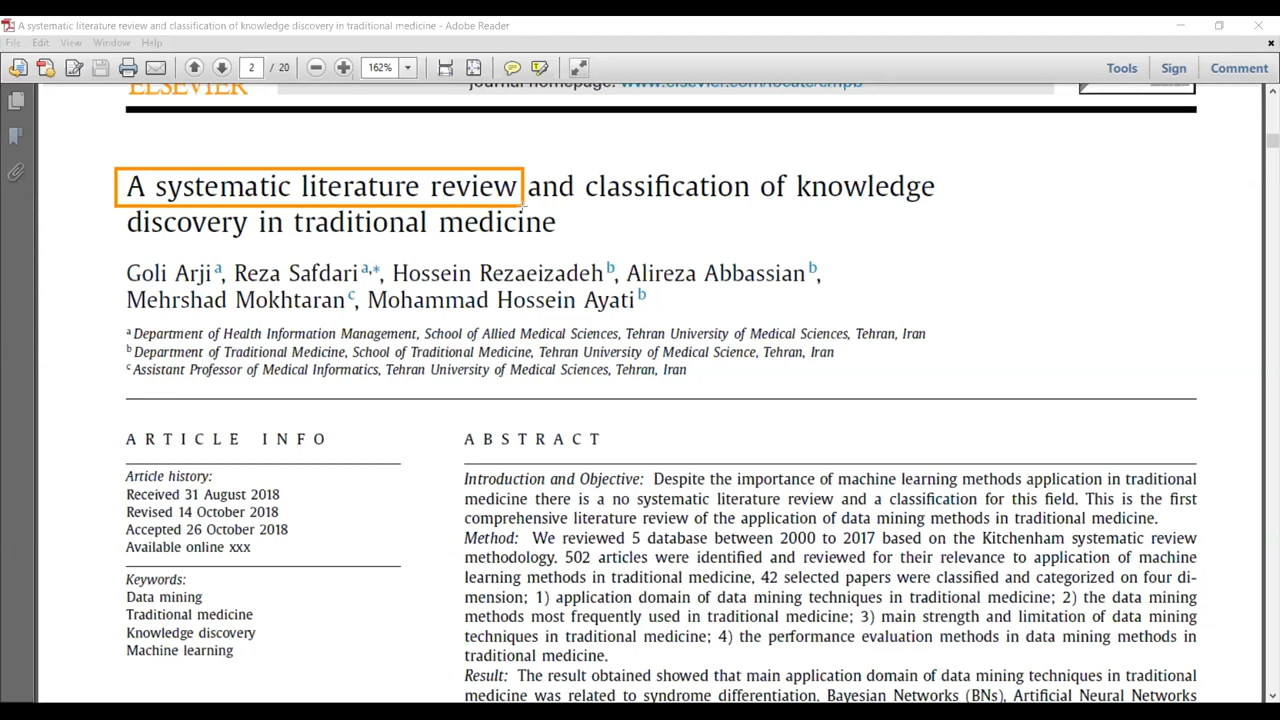 A systematic literature review and classification of knowledge discovery in traditional medicine - Adobe Reader
File Edit View Window Help
2 / 20 162% Tools Sign Comment
ELSEVIER journal homepage: www.elsevier.com/locate/cmpb
A systematic literature review and classification of knowledge
discovery in traditional medicine
Goli Arji a, Reza Safdari a,*, Hossein Rezaeizadeh b, Alireza Abbassian b,
Mehrshad Mokhtaran c, Mohammad Hossein Ayati b
a Department of Health Information Management, School of Allied Medical Sciences, Tehran University of Medical Sciences, Tehran, Iran
b Department of Traditional Medicine, School of Traditional Medicine, Tehran University of Medical Science, Tehran, Iran
c Assistant Professor of Medical Informatics, Tehran University of Medical Sciences, Tehran, Iran
ARTICLE INFO
Article history:
Received 31 August 2018
Revised 14 October 2018
Accepted 26 October 2018
Available online xxx
Keywords:
Data mining
Traditional medicine
Knowledge discovery
Machine learning
ABSTRACT
Introduction and Objective: Despite the importance of machine learning methods application in traditional
medicine there is a no systematic literature review and a classification for this field. This is the first
comprehensive literature review of the application of data mining methods in traditional medicine.
Method: We reviewed 5 database between 2000 to 2017 based on the Kitchenham systematic review
methodology. 502 articles were identified and reviewed for their relevance to application of machine
learning methods in traditional medicine, 42 selected papers were classified and categorized on four di-
mension; 1) application domain of data mining techniques in traditional medicine; 2) the data mining
methods most frequently used in traditional medicine; 3) main strength and limitation of data mining
techniques in traditional medicine; 4) the performance evaluation methods in data mining methods in
traditional medicine.
Result: The result obtained showed that main application domain of data mining techniques in traditional
medicine was related to syndrome differentiation. Bayesian Networks (BNs), Artificial Neural Networks